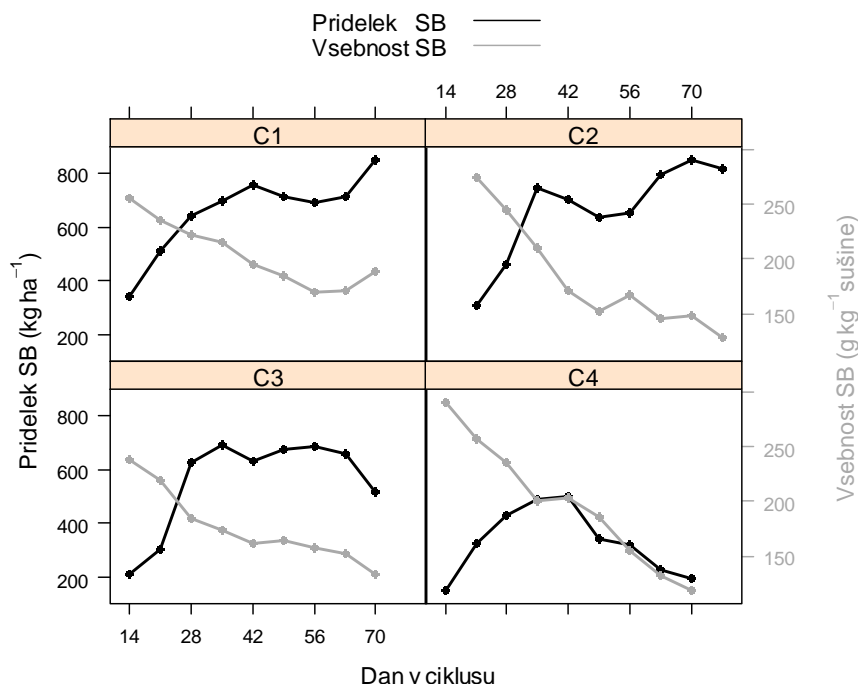 Pridelek SB
Vsebnost SB
14 28 42 56 70
C1 C2
800
600
400
200
250
200
150
C3 C4
800
600
400
200
250
200
150
14 28 42 56 70
Pridelek SB (kg ha⁻¹)
Vsebnost SB (g kg⁻¹ sušine)
Dan v ciklusu